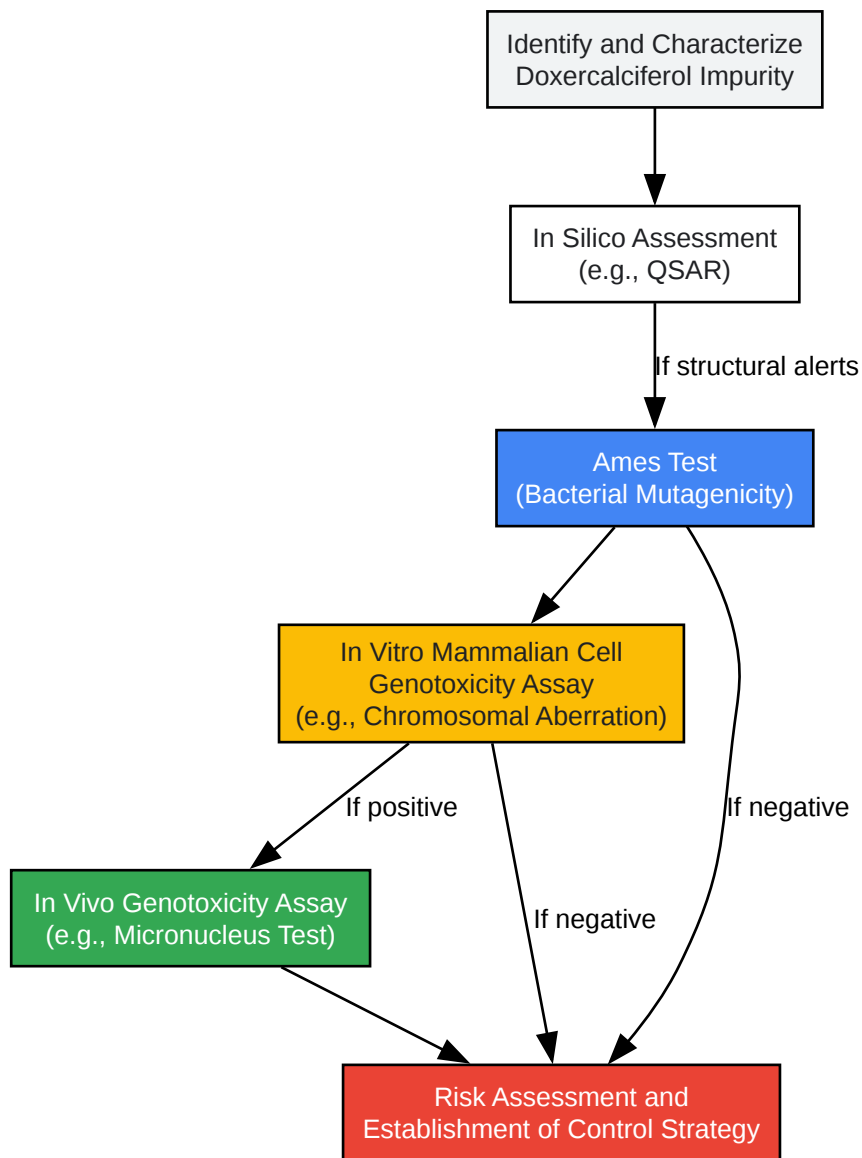 Identify and Characterize
Doxercalciferol Impurity
In Silico Assessment
(e.g., QSAR)
If structural alerts
Ames Test
(Bacterial Mutagenicity)
In Vitro Mammalian Cell
Genotoxicity Assay
(e.g., Chromosomal Aberration)
If positive
If negative
In Vivo Genotoxicity Assay
(e.g., Micronucleus Test)
If negative
Risk Assessment and
Establishment of Control Strategy